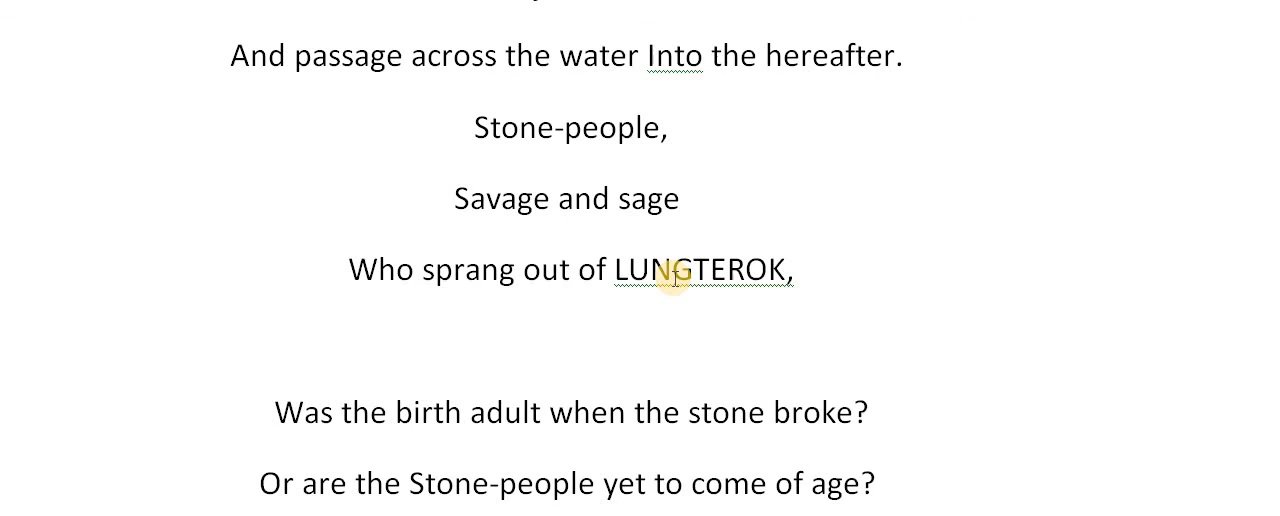 And passage across the water Into the hereafter.
Stone-people,
Savage and sage
Who sprang out of LUNGTEROK,
Was the birth adult when the stone broke?
Or are the Stone-people yet to come of age?